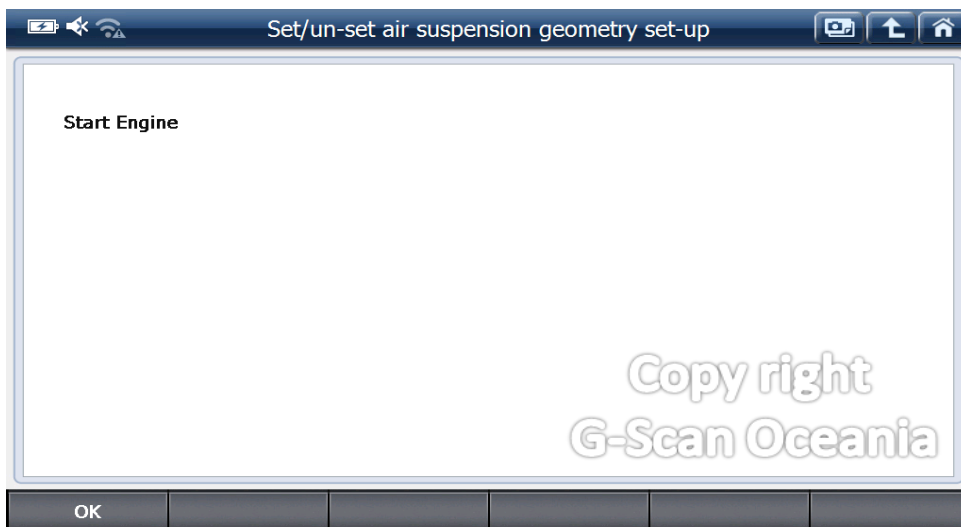 Set/un-set air suspension geometry set-up
Start Engine
Copy right
G-Scan Oceania
OK